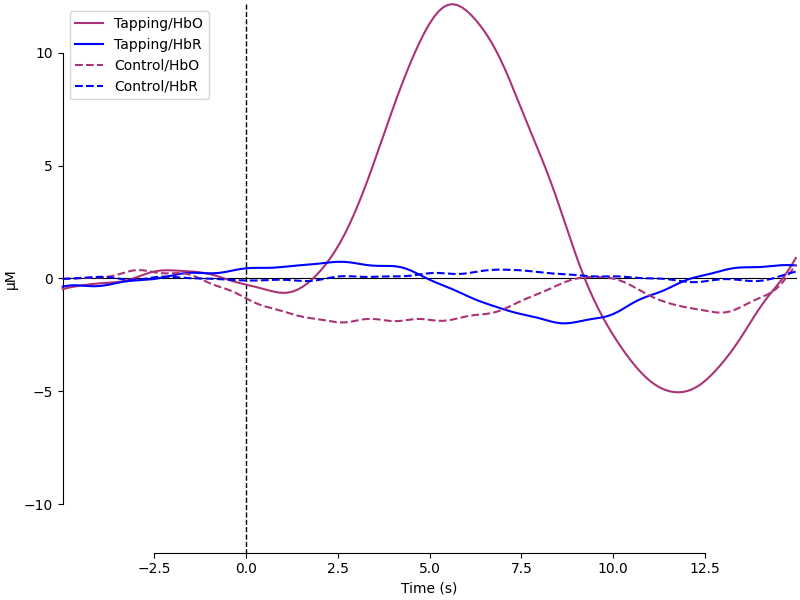 Tapping/HbO
Tapping/HbR
Control/HbO
Control/HbR
10
5
0
−5
−10
µM
−2.5 0.0 2.5 5.0 7.5 10.0 12.5
Time (s)